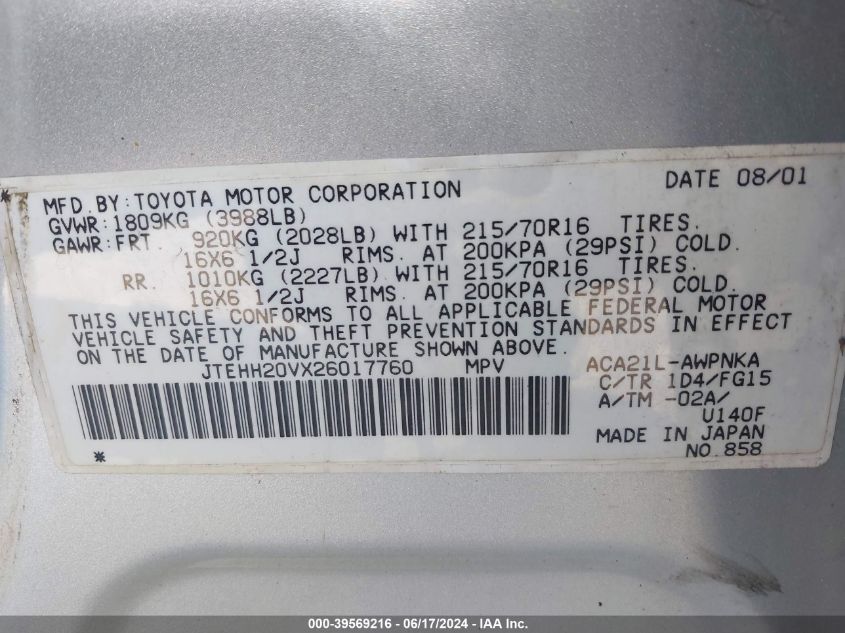 MFD. BY: TOYOTA MOTOR CORPORATION DATE 08/01
GVWR: 1809KG (3988LB)
GAWR: FRT. 920KG (2028LB) WITH 215/70R16 TIRES.
16X6 1/2J RIMS. AT 200KPA (29PSI) COLD.
RR. 1010KG (2227LB) WITH 215/70R16 TIRES.
16X6 1/2J RIMS. AT 200KPA (29PSI) COLD.
THIS VEHICLE CONFORMS TO ALL APPLICABLE FEDERAL MOTOR
VEHICLE SAFETY AND THEFT PREVENTION STANDARDS IN EFFECT
ON THE DATE OF MANUFACTURE SHOWN ABOVE.
JTEHH20VX26017760 MPV ACA21L-AWPNKA
C/TR 1D4/FG15
A/TM -02A/
U140F
MADE IN JAPAN
NO. 858
000-39569216 - 06/17/2024 - IAA Inc.